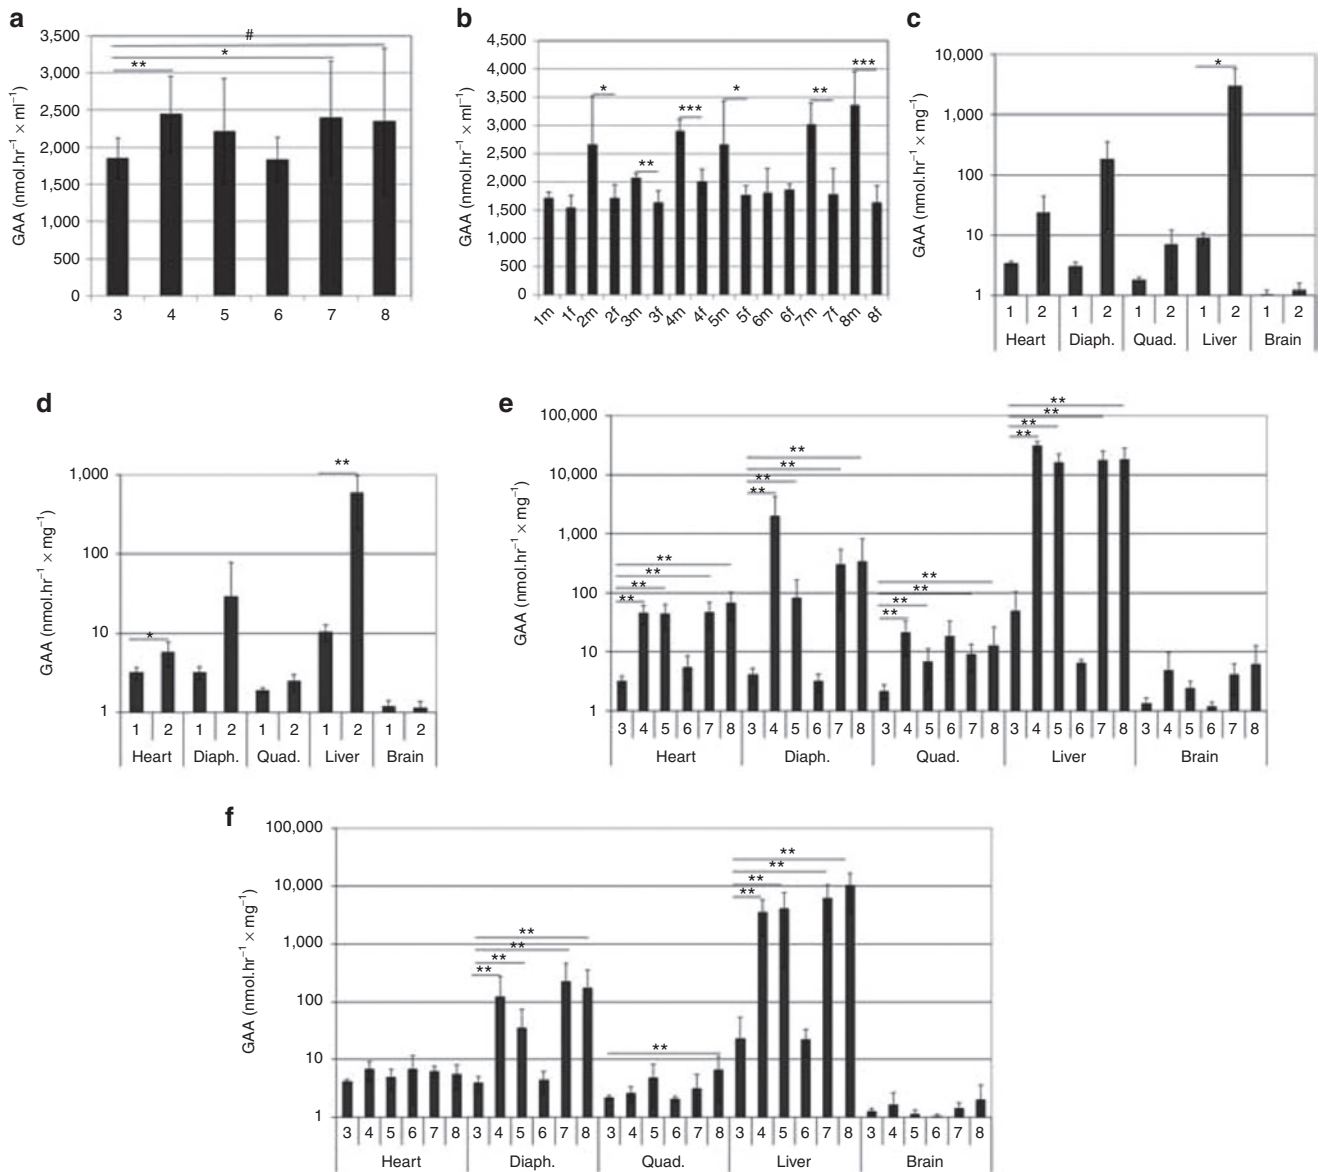 a
GAA (nmol.hr⁻¹ × ml⁻¹)
3,500
3,000
2,500
2,000
1,500
1,000
500
0
#
*
**
3 4 5 6 7 8
b
GAA (nmol.hr⁻¹ × ml⁻¹)
4,500
4,000
3,500
3,000
2,500
2,000
1,500
1,000
500
0
* ** *** * ** ***
1m 1f 2m 2f 3m 3f 4m 4f 5m 5f 6m 6f 7m 7f 8m 8f
c
GAA (nmol.hr⁻¹ × mg⁻¹)
10,000
1,000
100
10
1
*
1 2 1 2 1 2 1 2 1 2
Heart Diaph. Quad. Liver Brain
d
GAA (nmol.hr⁻¹ × mg⁻¹)
1,000
100
10
1
* **
1 2 1 2 1 2 1 2 1 2
Heart Diaph. Quad. Liver Brain
e
GAA (nmol.hr⁻¹ × mg⁻¹)
100,000
10,000
1,000
100
10
1
** ** ** **
** ** ** **
** ** ** **
** ** ** **
3 4 5 6 7 8 3 4 5 6 7 8 3 4 5 6 7 8 3 4 5 6 7 8 3 4 5 6 7 8
Heart Diaph. Quad. Liver Brain
f
GAA (nmol.hr⁻¹ × mg⁻¹)
100,000
10,000
1,000
100
10
1
** ** ** **
**
** ** ** **
3 4 5 6 7 8 3 4 5 6 7 8 3 4 5 6 7 8 3 4 5 6 7 8 3 4 5 6 7 8
Heart Diaph. Quad. Liver Brain